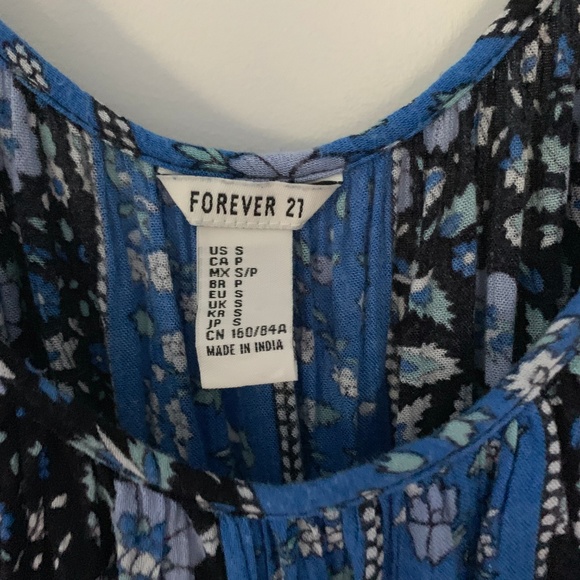 FOREVER 21
US S
CA P
MX S/P
BR P
EU S
UK S
KR S
JP S
CN 160/84A
MADE IN INDIA